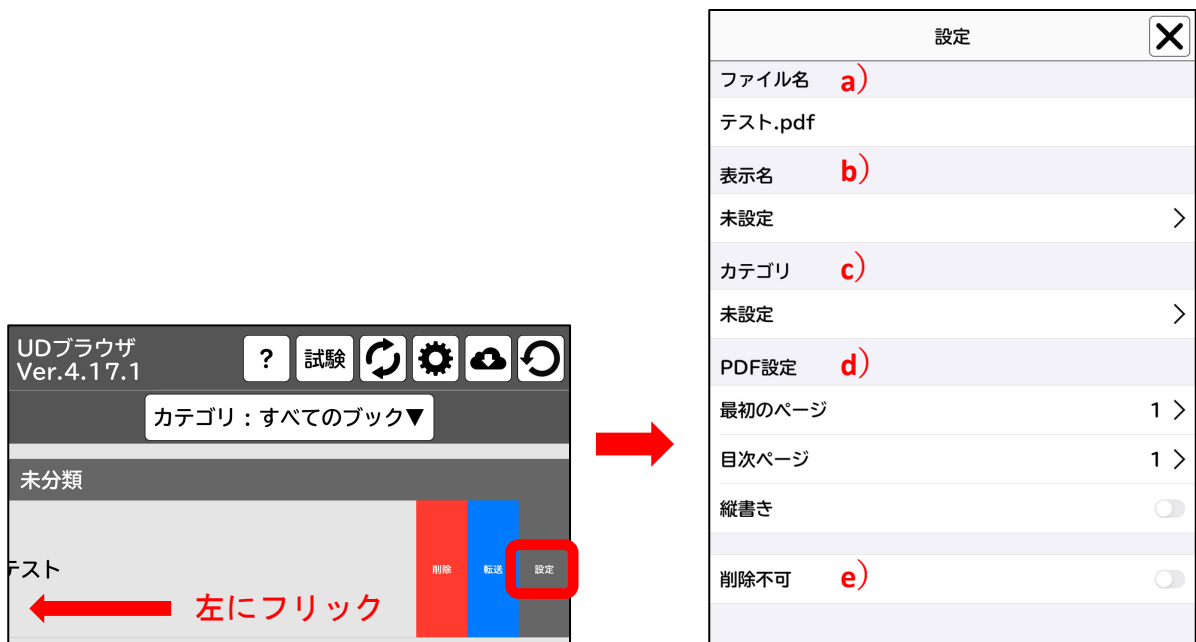 UDブラウザ
Ver.4.17.1
?
試験
カテゴリ：すべてのブック▼
未分類
テスト
削除
転送
設定
左にフリック
設定
ファイル名 a)
テスト.pdf
表示名 b)
未設定
カテゴリ c)
未設定
PDF設定 d)
最初のページ 1
目次ページ 1
縦書き
削除不可 e)